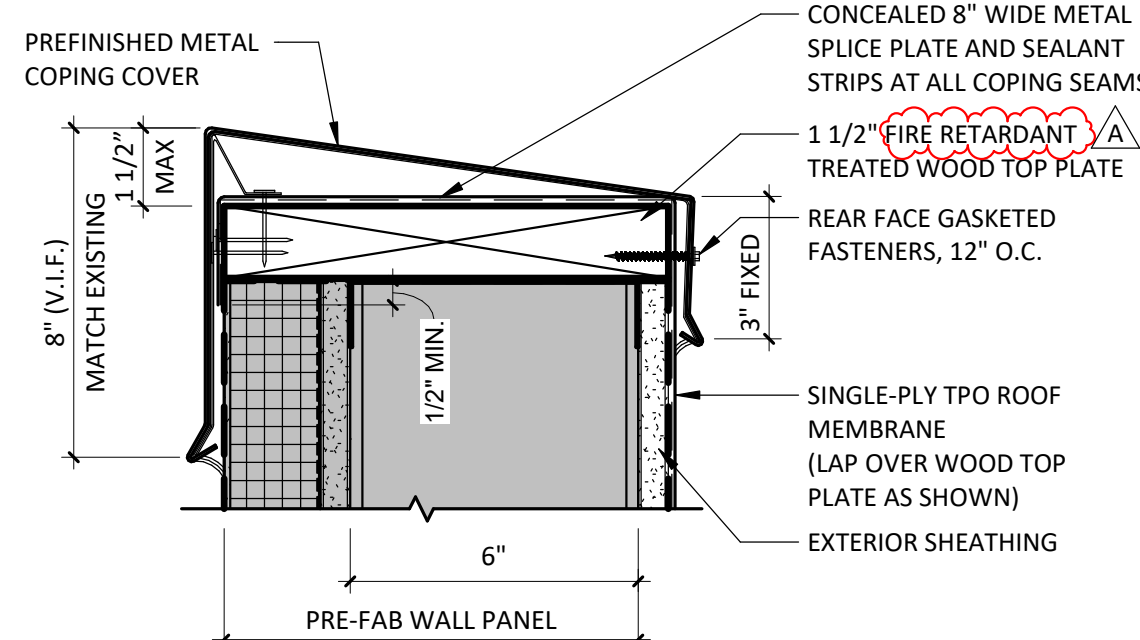 PREFINISHED METAL
COPING COVER
CONCEALED 8" WIDE METAL
SPLICE PLATE AND SEALANT
STRIPS AT ALL COPING SEAMS
1 1/2" FIRE RETARDANT A
TREATED WOOD TOP PLATE
REAR FACE GASKETED
FASTENERS, 12" O.C.
1 1/2"
MAX
8" (V.I.F.)
MATCH EXISTING
3" FIXED
1/2" MIN.
SINGLE-PLY TPO ROOF
MEMBRANE
(LAP OVER WOOD TOP
PLATE AS SHOWN)
EXTERIOR SHEATHING
6"
PRE-FAB WALL PANEL